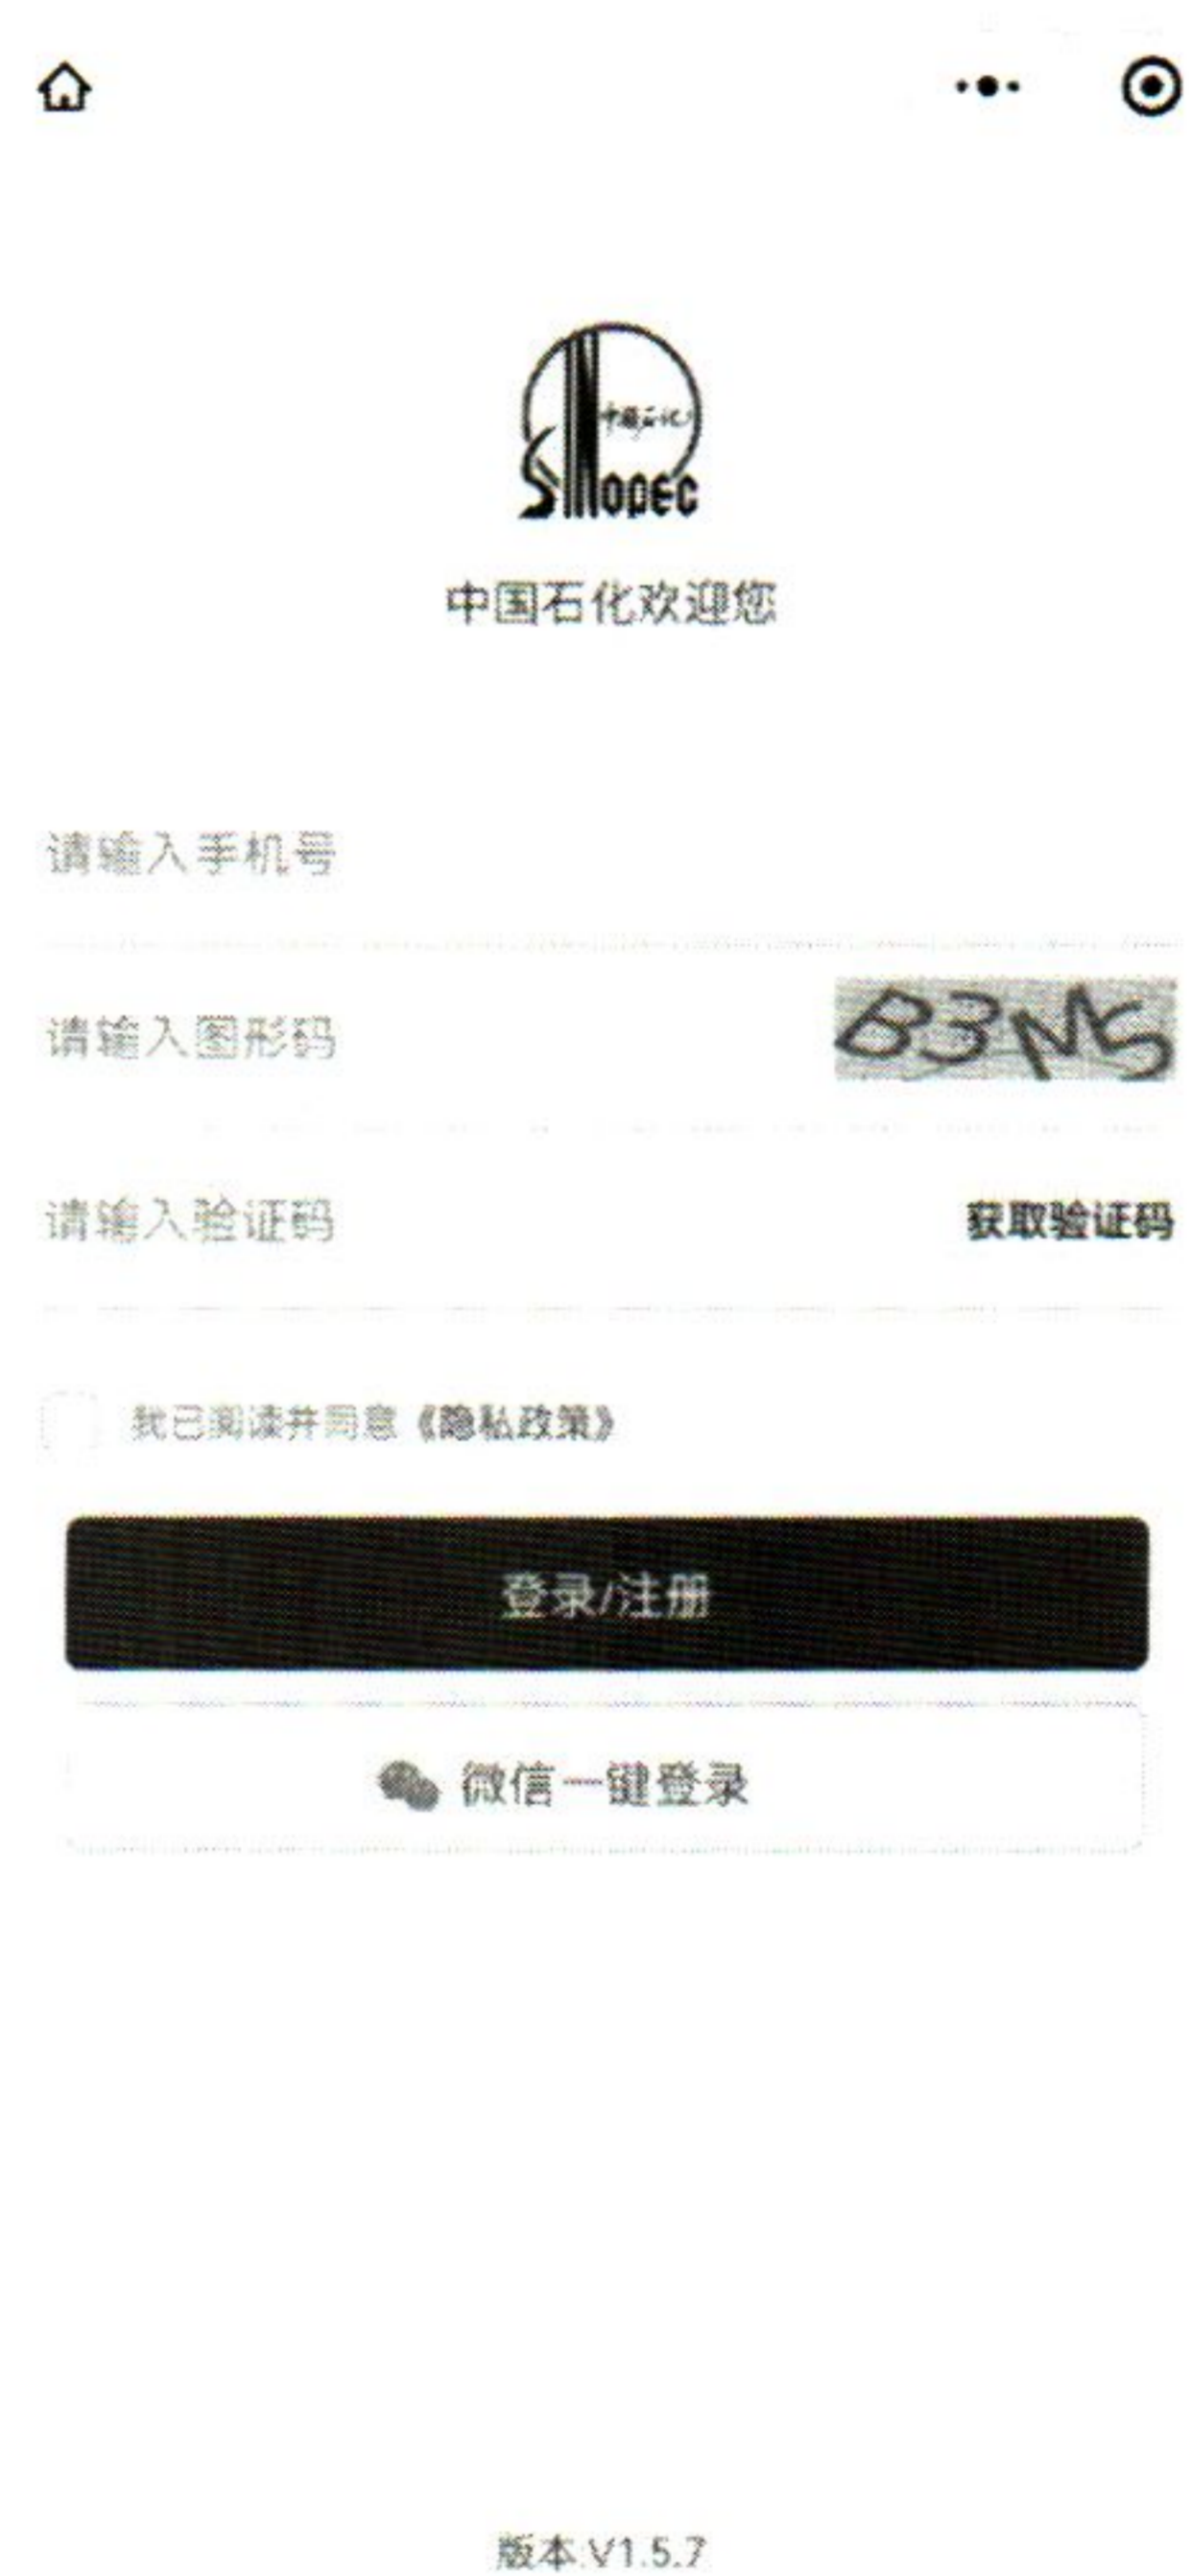 中国石化
SINOPEC
中国石化欢迎您
请输入手机号
请输入图形码
B3MS
请输入验证码 获取验证码
我已阅读并同意《隐私政策》
登录/注册
微信一键登录
版本:V1.5.7